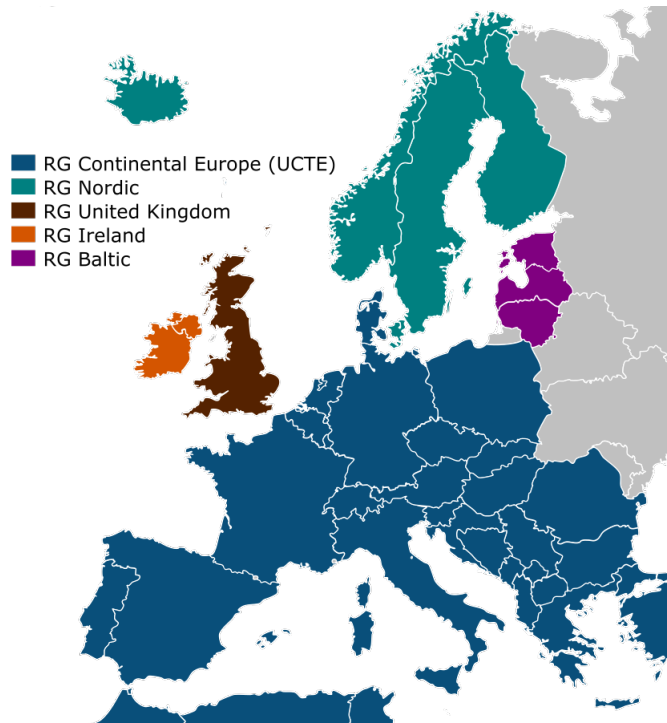 RG Continental Europe (UCTE)
RG Nordic
RG United Kingdom
RG Ireland
RG Baltic